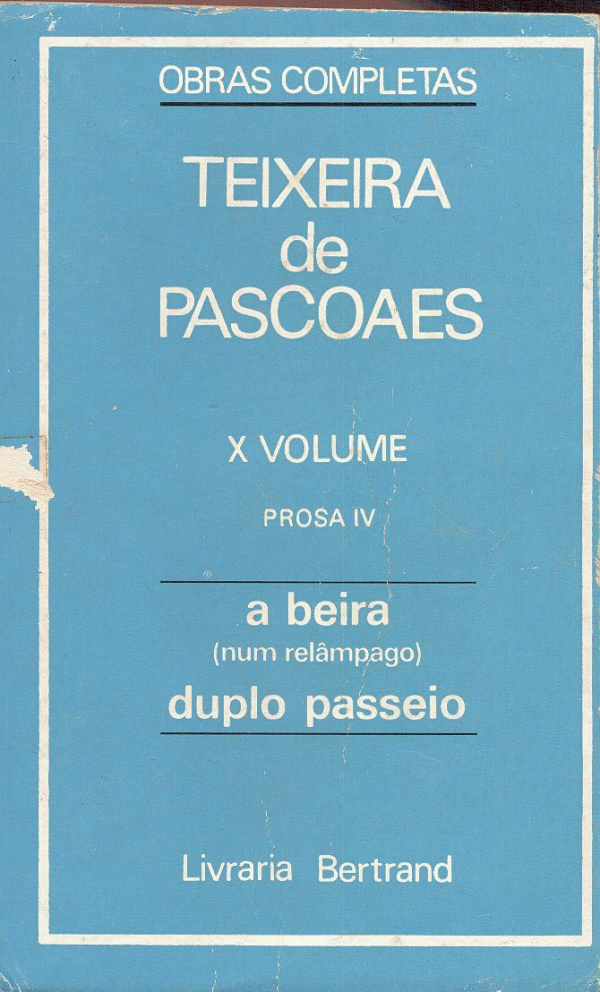 OBRAS COMPLETAS
TEIXEIRA
de
PASCOAES
X VOLUME
PROSA IV
a beira
(num relâmpago)
duplo passeio
Livraria Bertrand